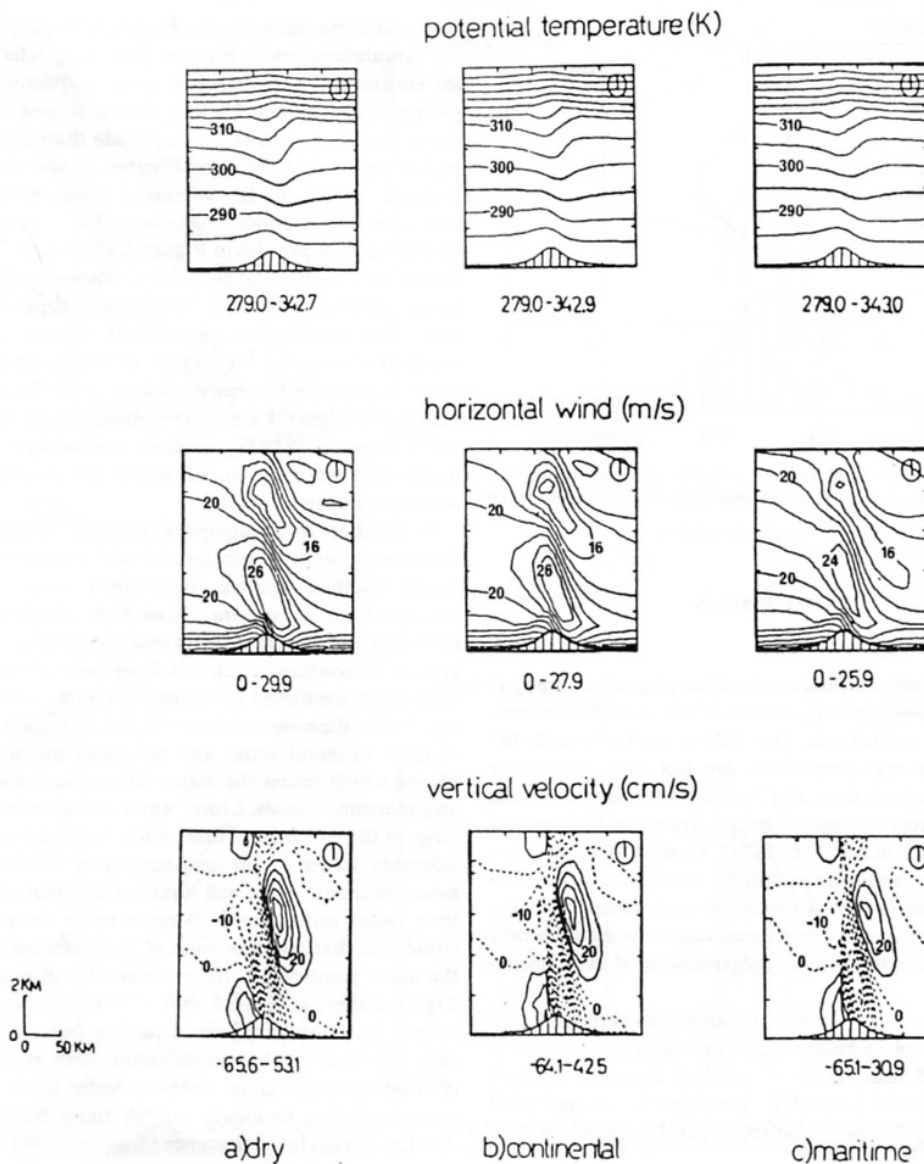 potential temperature (K)
310 310 310
300 300 300
290 290 290
279.0-342.7 279.0-342.9 279.0-343.0
horizontal wind (m/s)
20 20 20
16 16 16
26 26 24
20 20 20
0-29.9 0-27.9 0-25.9
vertical velocity (cm/s)
-10 -10 -10
20 20 20
0 0 0
2KM
0 0 0
0
0 50 KM
-65.6-53.1 -64.1-42.5 -65.1-30.9
a)dry b)continental c)maritime